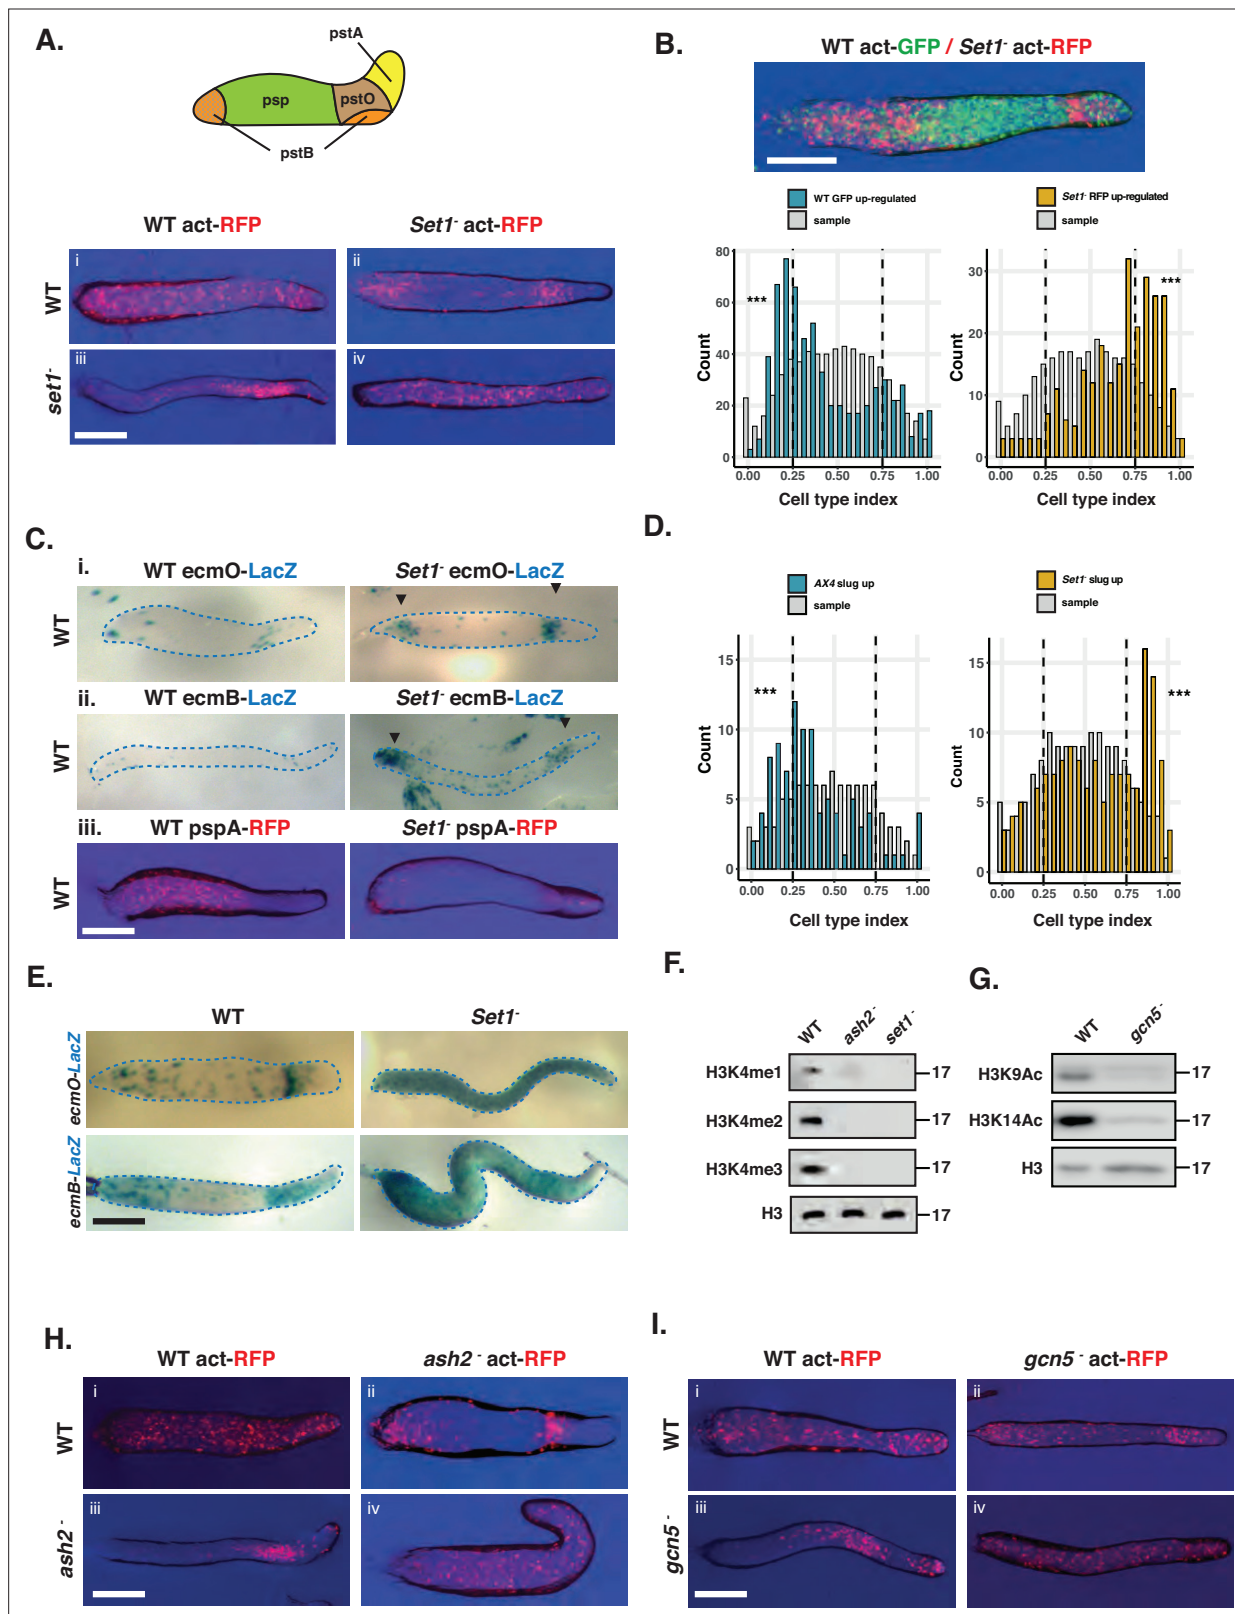 A.
pstA
psp
pstO
pstB
WT act-RFP
Set1- act-RFP
WT
i
ii
set1-
iii
iv
B.
WT act-GFP / Set1- act-RFP
WT GFP up-regulated
sample
Set1- RFP up-regulated
sample
80
60
40
20
0
Count
***
0.00 0.25 0.50 0.75 1.00
Cell type index
30
20
10
0
Count
***
0.00 0.25 0.50 0.75 1.00
Cell type index
C.
i.
WT ecmO-LacZ
Set1- ecmO-LacZ
WT
ii.
WT ecmB-LacZ
Set1- ecmB-LacZ
WT
iii.
WT pspA-RFP
Set1- pspA-RFP
WT
D.
AX4 slug up
sample
Set1- slug up
sample
15
10
5
0
Count
***
0.00 0.25 0.50 0.75 1.00
Cell type index
15
10
5
0
Count
***
0.00 0.25 0.50 0.75 1.00
Cell type index
E.
WT
Set1-
ecmO-LacZ
ecmB-LacZ
F.
WT ash2- set1-
H3K4me1 17
H3K4me2 17
H3K4me3 17
H3 17
G.
WT gcn5-
H3K9Ac 17
H3K14Ac 17
H3 17
H.
WT act-RFP
ash2- act-RFP
WT
i
ii
ash2-
iii
iv
I.
WT act-RFP
gcn5- act-RFP
WT
i
ii
gcn5-
iii
iv